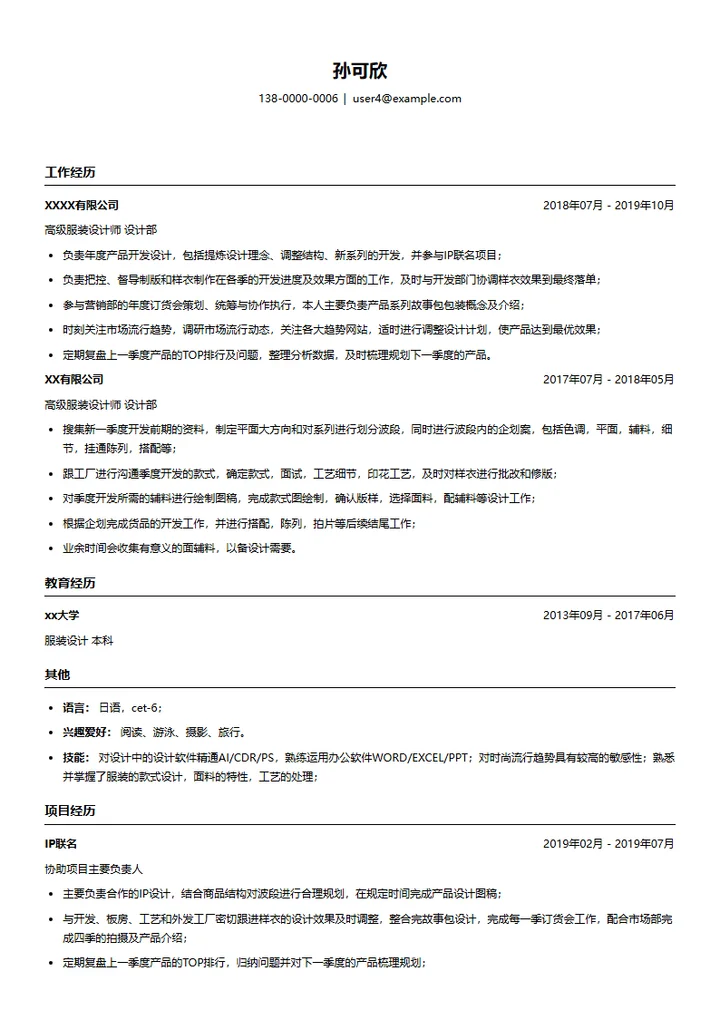 孙可欣
138-0000-0006 | user4@example.com
工作经历
XXXX有限公司 2018年07月 - 2019年10月
高级服装设计师 设计部
• 负责年度产品开发设计，包括提炼设计理念、调整结构、新系列的开发，并参与IP联名项目；
• 负责把控、督导制版和样衣制作在各季的开发进度及效果方面的工作，及时与开发部门协调样衣效果到最终落单；
• 参与营销部的年度订货会策划、统筹与协作执行，本人主要负责产品系列故事包包装概念及介绍；
• 时刻关注市场流行趋势，调研市场流行动态，关注各大趋势网站，适时进行调整设计计划，使产品达到最优效果；
• 定期复盘上一季度产品的TOP排行及问题，整理分析数据，及时梳理规划下一季度的产品。
XX有限公司 2017年07月 - 2018年05月
高级服装设计师 设计部
• 搜集新一季度开发前期的资料，制定平面大方向和对系列进行划分波段，同时进行波段内的企划案，包括色调，平面，辅料，细
节，挂通陈列，搭配等；
• 跟工厂进行沟通季度开发的款式，确定款式，面试，工艺细节，印花工艺，及时对样衣进行批改和修版；
• 对季度开发所需的辅料进行绘制图稿，完成款式图绘制，确认版样，选择面料，配辅料等设计工作；
• 根据企划完成货品的开发工作，并进行搭配，陈列，拍片等后续结尾工作；
• 业余时间会收集有意义的面辅料，以备设计需要。
教育经历
xx大学 2013年09月 - 2017年06月
服装设计 本科
其他
• 语言： 日语，cet-6；
• 兴趣爱好： 阅读、游泳、摄影、旅行。
• 技能： 对设计中的设计软件精通AI/CDR/PS，熟练运用办公软件WORD/EXCEL/PPT；对时尚流行趋势具有较高的敏感性；熟悉
并掌握了服装的款式设计，面料的特性，工艺的处理；
项目经历
IP联名 2019年02月 - 2019年07月
协助项目主要负责人
• 主要负责合作的IP设计，结合商品结构对波段进行合理规划，在规定时间完成产品设计图稿；
• 与开发、板房、工艺和外发工厂密切跟进样衣的设计效果及时调整，整合完故事包设计，完成每一季订货会工作，配合市场部完
成四季的拍摄及产品介绍；
• 定期复盘上一季度产品的TOP排行，归纳问题并对下一季度的产品梳理规划；